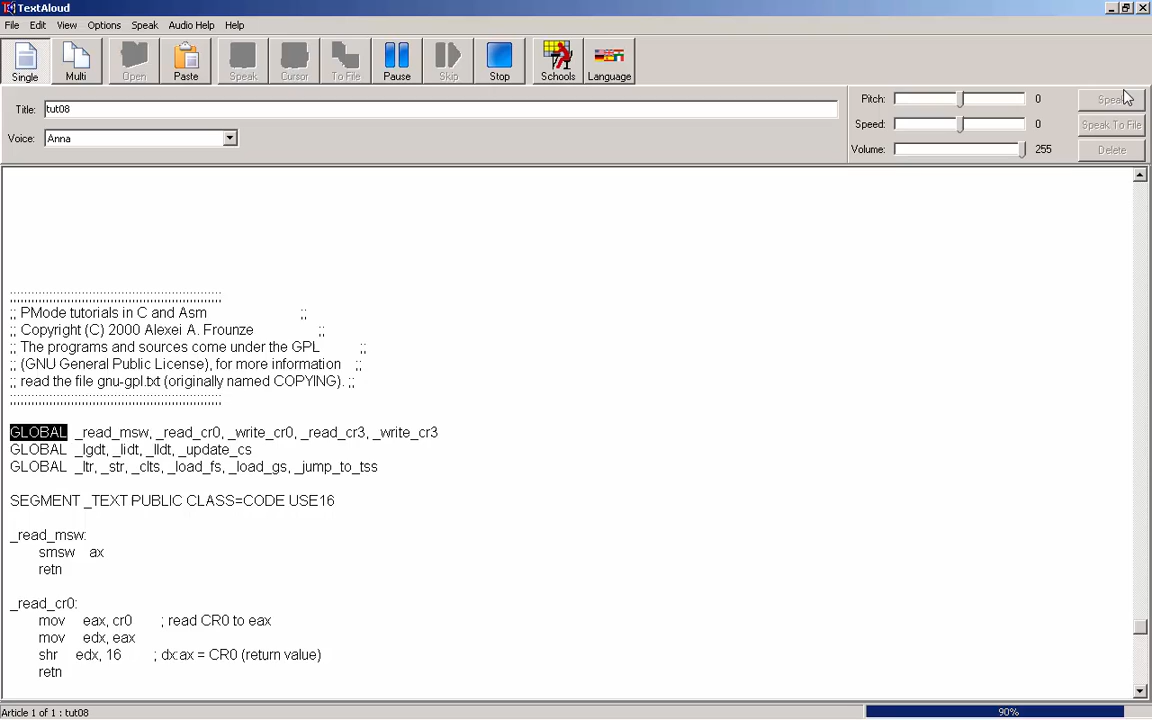 TextAloud
File Edit View Options Speak Audio Help Help
Single Multi Open Paste Speak Cursor To File Pause Skip Stop Schools Language
Title: tut08
Voice: Anna
Pitch: 0 Speak
Speed: 0 Speak To File
Volume: 255 Delete
;;;;;;;;;;;;;;;;;;;;;;;;;;;;;;;;;;;;;;;;;;;;;;;;;;;;;;;;;;;
;; PMode tutorials in C and Asm ;;
;; Copyright (C) 2000 Alexei A. Frounze ;;
;; The programs and sources come under the GPL ;;
;; (GNU General Public License), for more information ;;
;; read the file gnu-gpl.txt (originally named COPYING). ;;
;;;;;;;;;;;;;;;;;;;;;;;;;;;;;;;;;;;;;;;;;;;;;;;;;;;;;;;;;;;
GLOBAL _read_msw, _read_cr0, _write_cr0, _read_cr3, _write_cr3
GLOBAL _lgdt, _lidt, _lldt, _update_cs
GLOBAL _ltr, _str, _clts, _load_fs, _load_gs, _jump_to_tss
SEGMENT _TEXT PUBLIC CLASS=CODE USE16
_read_msw:
smsw ax
retn
_read_cr0:
mov eax, cr0 ; read CR0 to eax
mov edx, eax
shr edx, 16 ; dx:ax = CR0 (return value)
retn
Article 1 of 1 : tut08 90%